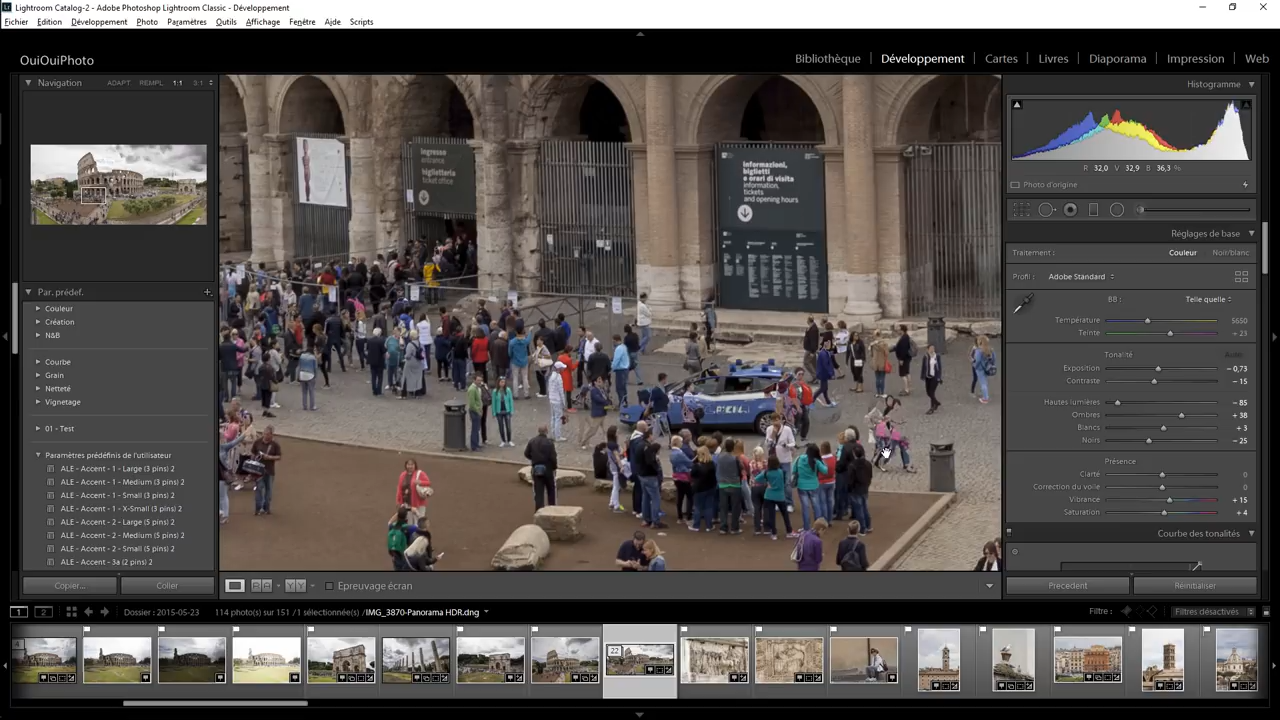 Lightroom Catalog-2 - Adobe Photoshop Lightroom Classic - Développement
Fichier Edition Développement Photo Paramètres Outils Affichage Fenêtre Aide Scripts
OuiOuiPhoto
Bibliothèque Développement Cartes Livres Diaporama Impression Web
Navigation ADAPT. REMPL. 1:1 3:1
Par. prédéf. +
Couleur
Création
N&B
Courbe
Grain
Netteté
Vignetage
01 - Test
Paramètres prédéfinis de l'utilisateur
ALE - Accent - 1 - Large (3 pins) 2
ALE - Accent - 1 - Medium (3 pins) 2
ALE - Accent - 1 - Small (3 pins) 2
ALE - Accent - 1 - X-Small (3 pins) 2
ALE - Accent - 2 - Large (5 pins) 2
ALE - Accent - 2 - Medium (5 pins) 2
ALE - Accent - 2 - Small (5 pins) 2
ALE - Accent - 3a (2 pins) 2
Copier... Coller
ingresso
entrance
biglietteria
ticket office
informazioni,
biglietti
e orari di visita
information,
tickets
and opening hours
Histogramme
R 32,0 V 32,9 B 36,3 %
Photo d'origine
Réglages de base
Traitement : Couleur Noir/blanc
Profil : Adobe Standard
BB : Telle quelle
Température 5650
Teinte + 23
Tonalité
Exposition − 0,73
Contraste − 15
Hautes lumières − 85
Ombres + 38
Blancs + 3
Noirs − 25
Présence
Clarté 0
Correction du voile 0
Vibrance + 15
Saturation + 4
Courbe des tonalités
Epreuvage écran
Précédent Réinitialiser
1 2 Dossier : 2015-05-23 114 photo(s) sur 151 / 1 sélectionnée(s) / IMG_3870-Panorama HDR.dng Filtre : Filtres désactivés
4
22